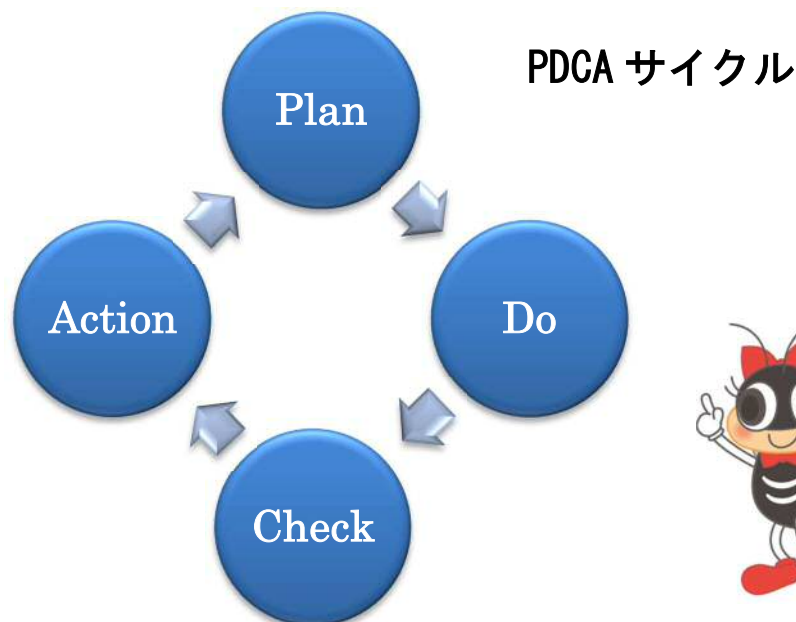 PDCA サイクル
Plan
Do
Check
Action